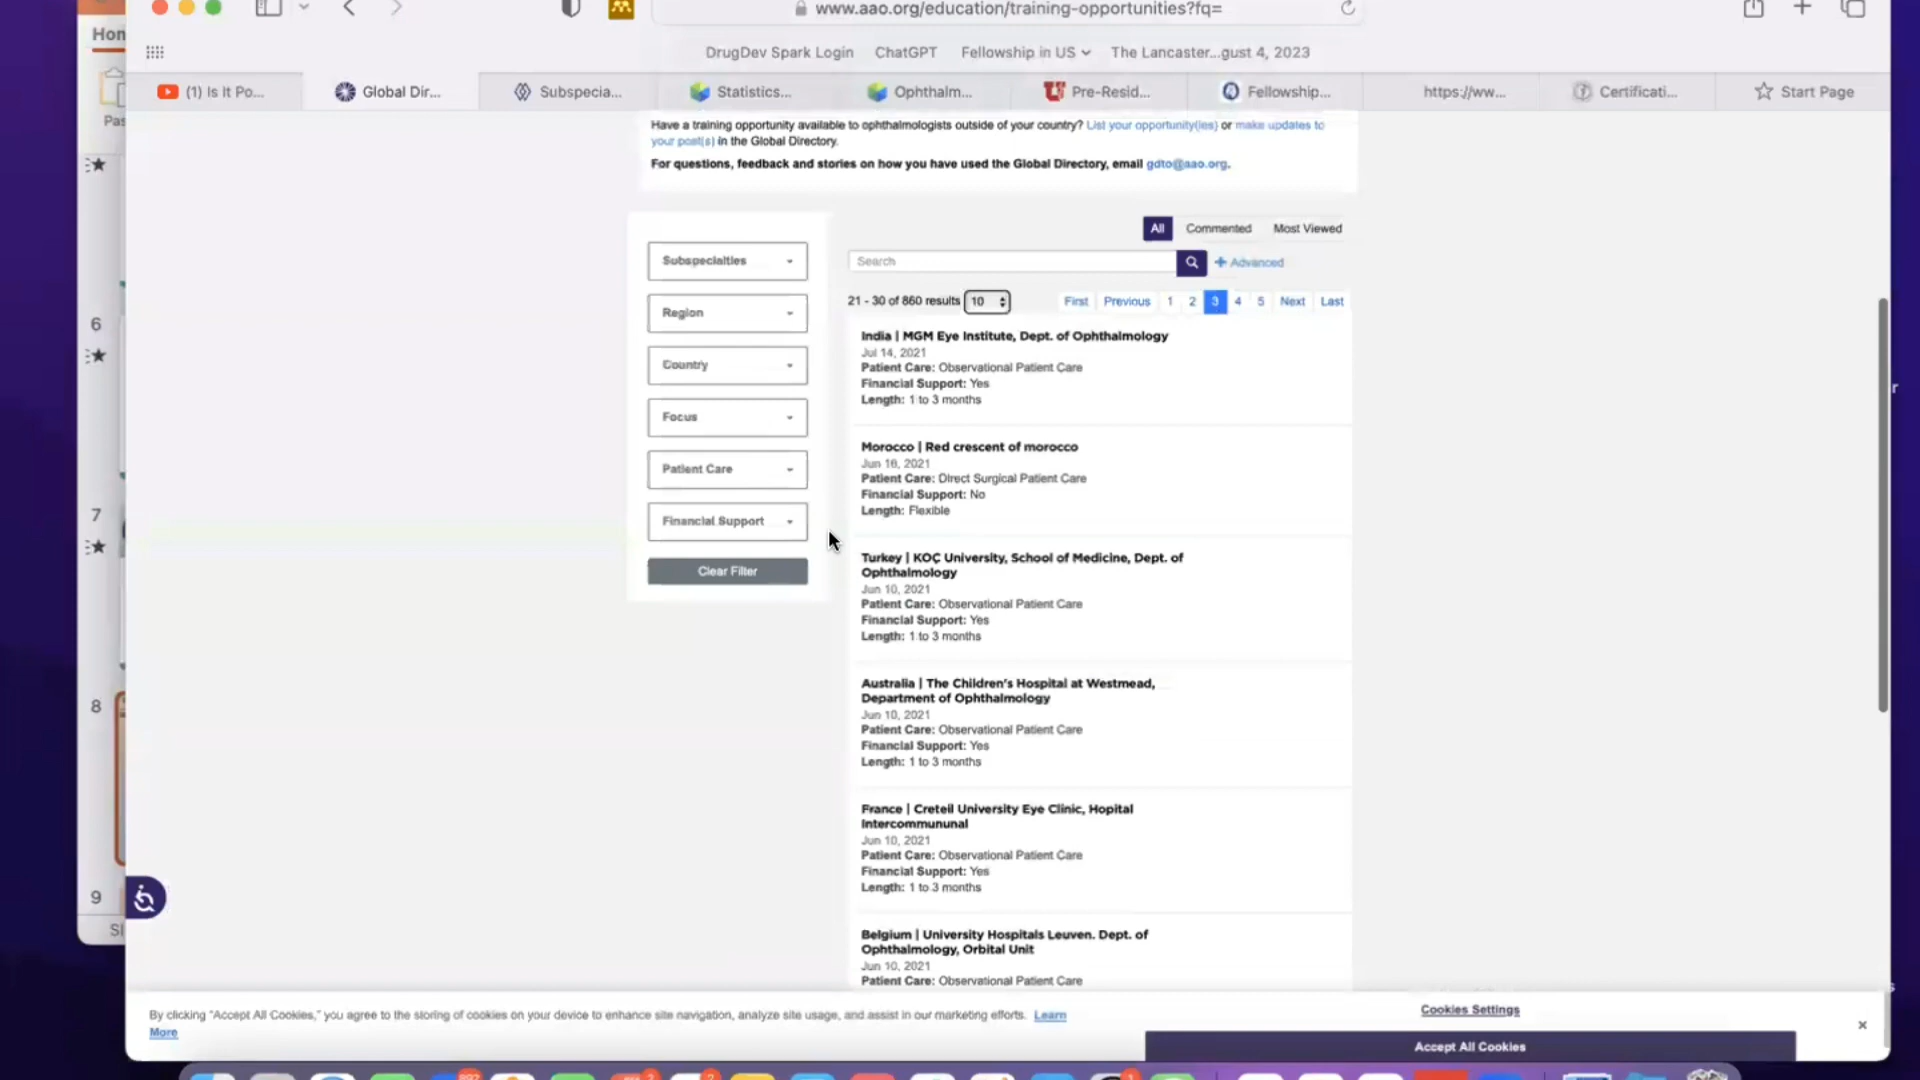 Hon
www.aao.org/education/training-opportunities?fq=
DrugDev Spark Login ChatGPT Fellowship in US The Lancaster...gust 4, 2023
(1) Is It Po... Global Dir... Subspecia... Statistics... Ophthalm... Pre-Resid... Fellowship... https://ww... Certificati... Start Page
Pas
Have a training opportunity available to ophthalmologists outside of your country? List your opportunity(ies) or make updates to
your post(s) in the Global Directory.
For questions, feedback and stories on how you have used the Global Directory, email gdto@aao.org.
All Commented Most Viewed
Subspecialties
Region
Country
Focus
Patient Care
Financial Support
Clear Filter
Search
Advanced
21 - 30 of 860 results 10 First Previous 1 2 3 4 5 Next Last
India | MGM Eye Institute, Dept. of Ophthalmology
Jul 14, 2021
Patient Care: Observational Patient Care
Financial Support: Yes
Length: 1 to 3 months
Morocco | Red crescent of morocco
Jun 16, 2021
Patient Care: Direct Surgical Patient Care
Financial Support: No
Length: Flexible
Turkey | KOÇ University, School of Medicine, Dept. of
Ophthalmology
Jun 10, 2021
Patient Care: Observational Patient Care
Financial Support: Yes
Length: 1 to 3 months
Australia | The Children's Hospital at Westmead,
Department of Ophthalmology
Jun 10, 2021
Patient Care: Observational Patient Care
Financial Support: Yes
Length: 1 to 3 months
France | Creteil University Eye Clinic, Hopital
Intercommununal
Jun 10, 2021
Patient Care: Observational Patient Care
Financial Support: Yes
Length: 1 to 3 months
Belgium | University Hospitals Leuven. Dept. of
Ophthalmology, Orbital Unit
Jun 10, 2021
Patient Care: Observational Patient Care
6
7
8
9
Sl
By clicking "Accept All Cookies," you agree to the storing of cookies on your device to enhance site navigation, analyze site usage, and assist in our marketing efforts. Learn
More
Cookies Settings
Accept All Cookies